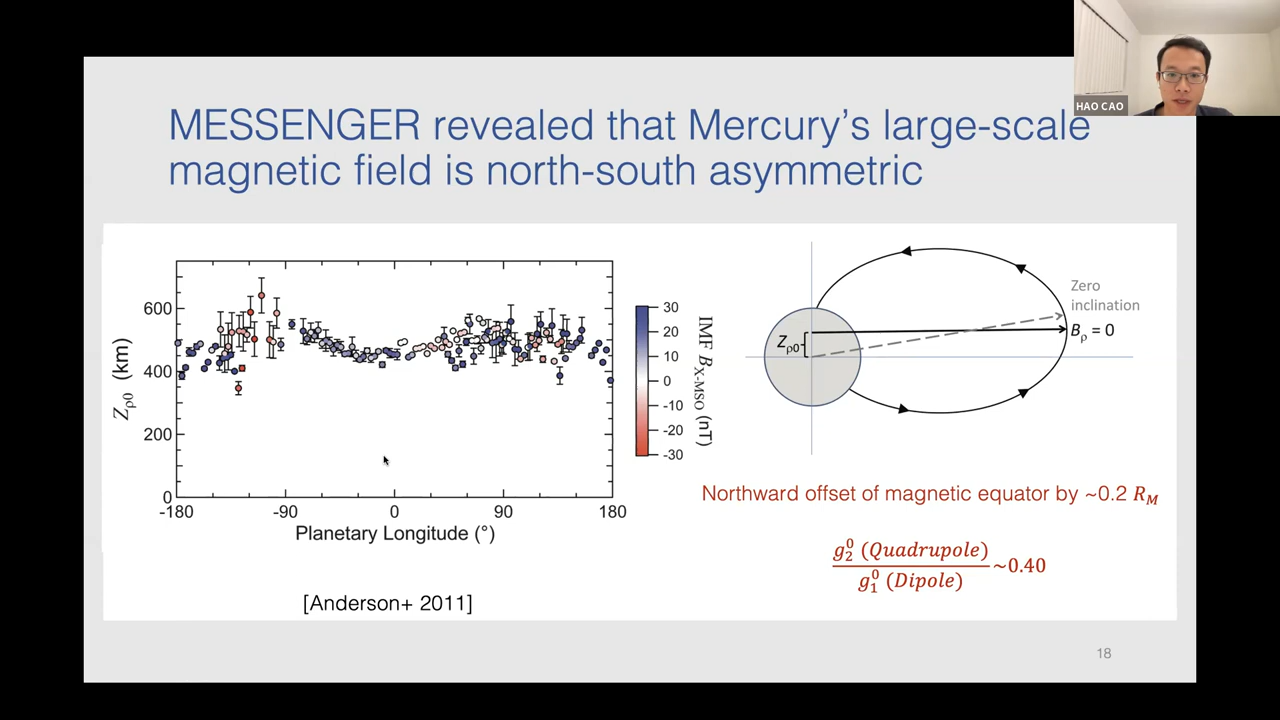 HAO CAO
MESSENGER revealed that Mercury's large-scale
magnetic field is north-south asymmetric
Zρ0 (km)
600
400
200
0
-180
-90
0
90
180
Planetary Longitude (°)
30
20
10
0
-10
-20
-30
IMF BX-MSO (nT)
[Anderson+ 2011]
Zero
inclination
Bρ = 0
Zρ0
Northward offset of magnetic equator by ~0.2 RM
g₂⁰ (Quadrupole)
g₁⁰ (Dipole)
~0.40
18